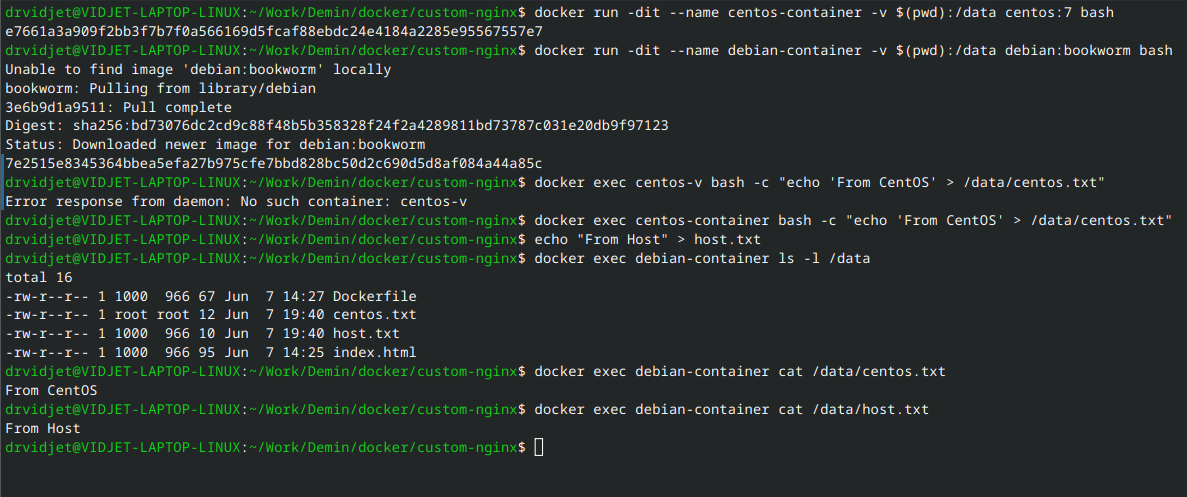 drvidjet@VIDJET-LAPTOP-LINUX:~/Work/Demin/docker/custom-nginx$ docker run -dit --name centos-container -v $(pwd):/data centos:7 bash
e7661a3a909f2bb3f7b7f0a566169d5fcaf88ebdc24e4184a2285e95567557e7
drvidjet@VIDJET-LAPTOP-LINUX:~/Work/Demin/docker/custom-nginx$ docker run -dit --name debian-container -v $(pwd):/data debian:bookworm bash
Unable to find image 'debian:bookworm' locally
bookworm: Pulling from library/debian
3e6b9d1a9511: Pull complete
Digest: sha256:bd73076dc2cd9c88f48b5b358328f24f2a4289811bd73787c031e20db9f97123
Status: Downloaded newer image for debian:bookworm
7e2515e8345364bbea5efa27b975cfe7bbd828bc50d2c690d5d8af084a44a85c
drvidjet@VIDJET-LAPTOP-LINUX:~/Work/Demin/docker/custom-nginx$ docker exec centos-v bash -c "echo 'From CentOS' > /data/centos.txt"
Error response from daemon: No such container: centos-v
drvidjet@VIDJET-LAPTOP-LINUX:~/Work/Demin/docker/custom-nginx$ docker exec centos-container bash -c "echo 'From CentOS' > /data/centos.txt"
drvidjet@VIDJET-LAPTOP-LINUX:~/Work/Demin/docker/custom-nginx$ echo "From Host" > host.txt
drvidjet@VIDJET-LAPTOP-LINUX:~/Work/Demin/docker/custom-nginx$ docker exec debian-container ls -l /data
total 16
-rw-r--r-- 1 1000  966 67 Jun  7 14:27 Dockerfile
-rw-r--r-- 1 root root 12 Jun  7 19:40 centos.txt
-rw-r--r-- 1 1000  966 10 Jun  7 19:40 host.txt
-rw-r--r-- 1 1000  966 95 Jun  7 14:25 index.html
drvidjet@VIDJET-LAPTOP-LINUX:~/Work/Demin/docker/custom-nginx$ docker exec debian-container cat /data/centos.txt
From CentOS
drvidjet@VIDJET-LAPTOP-LINUX:~/Work/Demin/docker/custom-nginx$ docker exec debian-container cat /data/host.txt
From Host
drvidjet@VIDJET-LAPTOP-LINUX:~/Work/Demin/docker/custom-nginx$